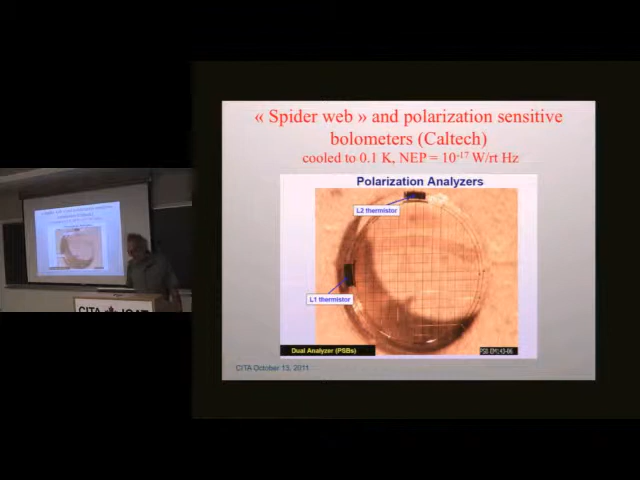 « Spider web » and polarization sensitive
bolometers (Caltech)
cooled to 0.1 K, NEP = 10⁻¹⁷ W/rt Hz
Polarization Analyzers
L2 thermistor
L1 thermistor
Dual Analyzer (PSBs)
CITA October 13, 2011
CITA